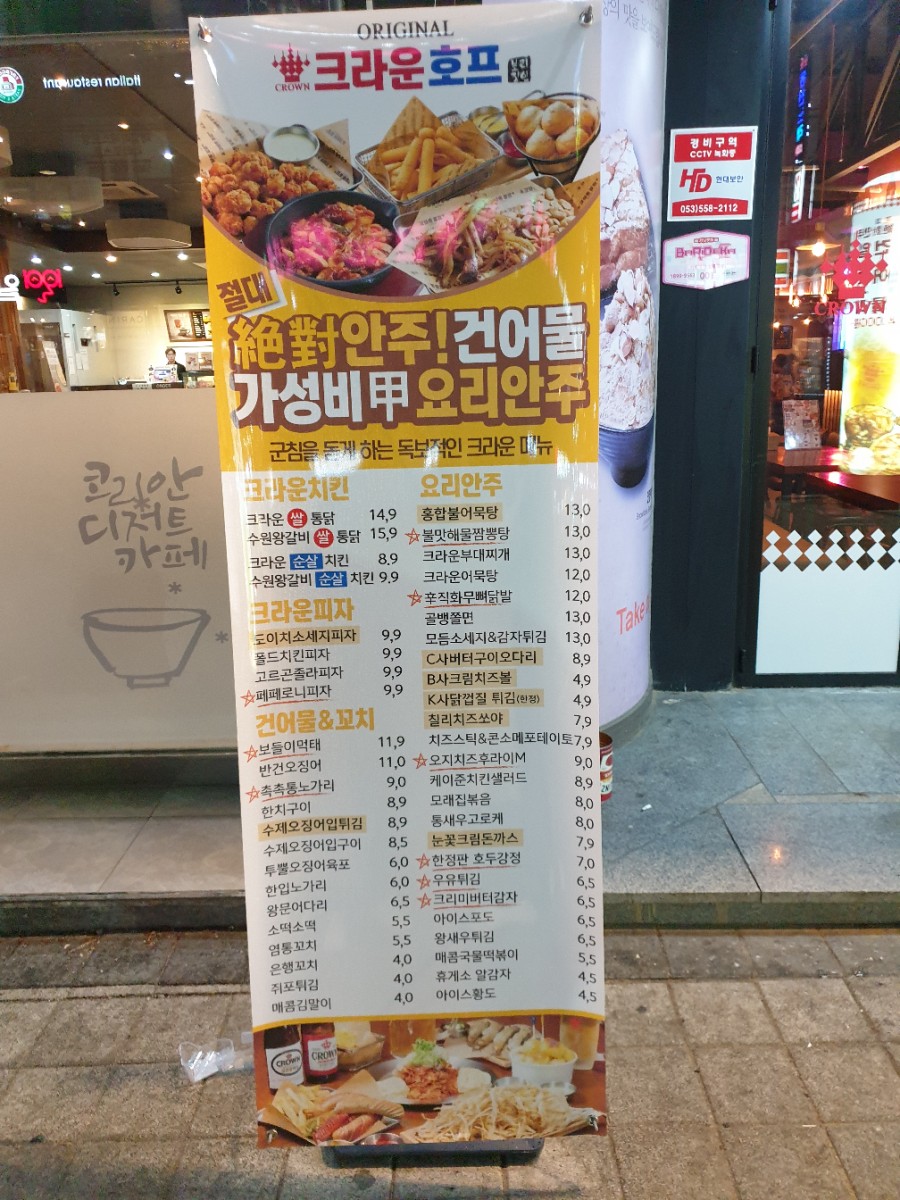 ORIGINAL
CROWN 크라운호프
절대
絶對안주!건어물
가성비甲요리안주
군침을 돌게 하는 독보적인 크라운 메뉴
크라운치킨
크라운 쌀 통닭 14,9
수원왕갈비 쌀 통닭 15,9
크라운 순살 치킨 8.9
수원왕갈비 순살 치킨 9,9
크라운피자
도이치소세지피자 9,9
폴드치킨피자 9,9
고르곤졸라피자 9,9
페페로니피자 9,9
건어물&꼬치
보들이먹태 11,9
반건오징어 11,0
촉촉통노가리 9,0
한치구이 8,9
수제오징어입튀김 8,9
수제오징어입구이 8,5
투뿔오징어육포 6,0
한입노가리 6,0
왕문어다리 6,5
소떡소떡 5,5
염통꼬치 5,5
은행꼬치 4,0
쥐포튀김 4,0
매콤김말이 4,0
요리안주
홍합불어묵탕 13,0
불맛해물짬뽕탕 13,0
크라운부대찌개 13,0
크라운어묵탕 12,0
辛직화무뼈닭발 12,0
골뱅쫄면 13,0
모듬소세지&감자튀김 13,0
C사버터구이오다리 8,9
B사크림치즈볼 4,9
K사닭껍질 튀김(한정) 4,9
칠리치즈쏘야 7,9
치즈스틱&콘소메포테이토 7,9
오지치즈후라이M 9,0
케이준치킨샐러드 8,9
모래집볶음 8,0
통새우고로케 8,0
눈꽃크림돈까스 7,9
한정판 호두강정 7,0
우유튀김 6,5
크리미버터감자 6,5
아이스포도 6,5
왕새우튀김 6,5
매콤국물떡볶이 5,5
휴게소 알감자 4,5
아이스황도 4,5
CROWN
CROWN
Italian restaurant
코리안
디저트
카페
경비구역
CCTV 녹화중
HD 현대보안
053)558-2112
CROWN
Take